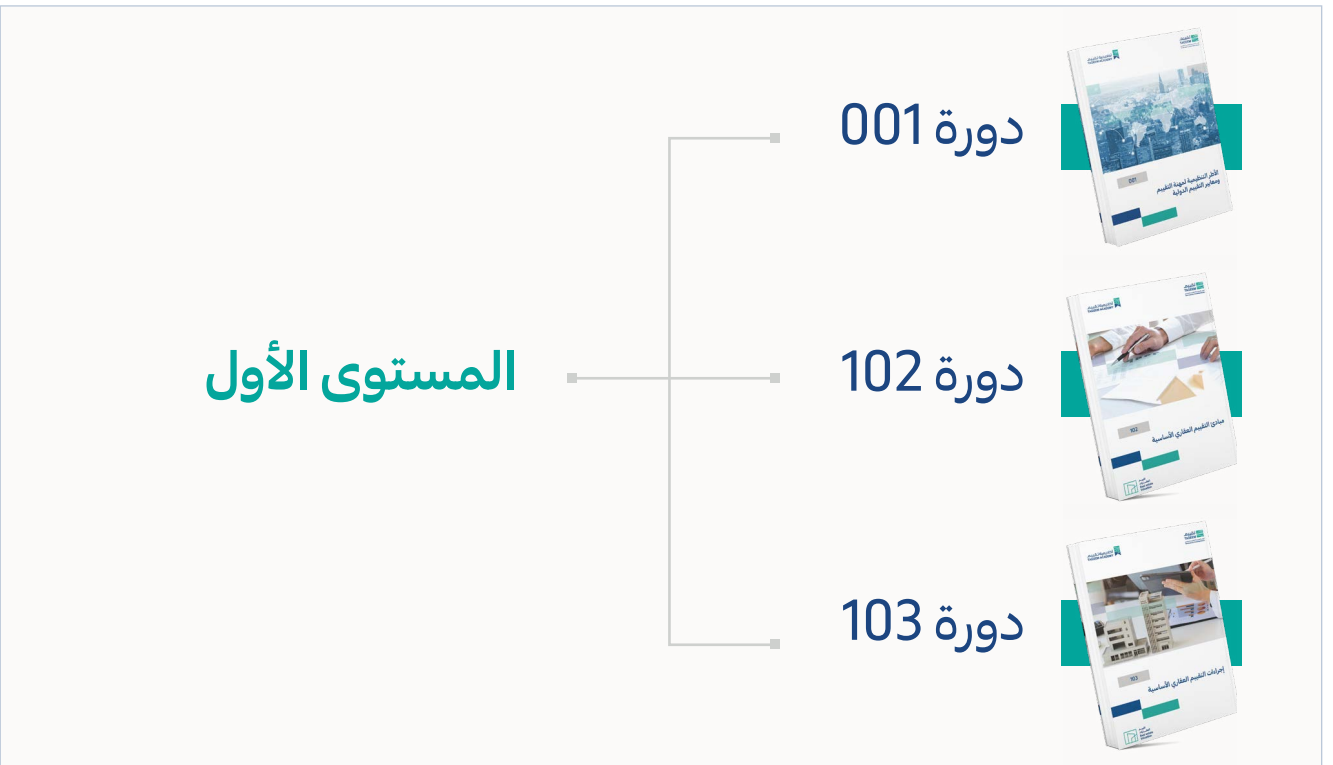 دورة 001
001
الأطر التنظيمية لمهنة التقييم
ومعايير التقييم الدولية
المستوى الأول
دورة 102
102
مبادئ التقييم العقاري الأساسية
دورة 103
103
إجراءات التقييم العقاري الأساسية